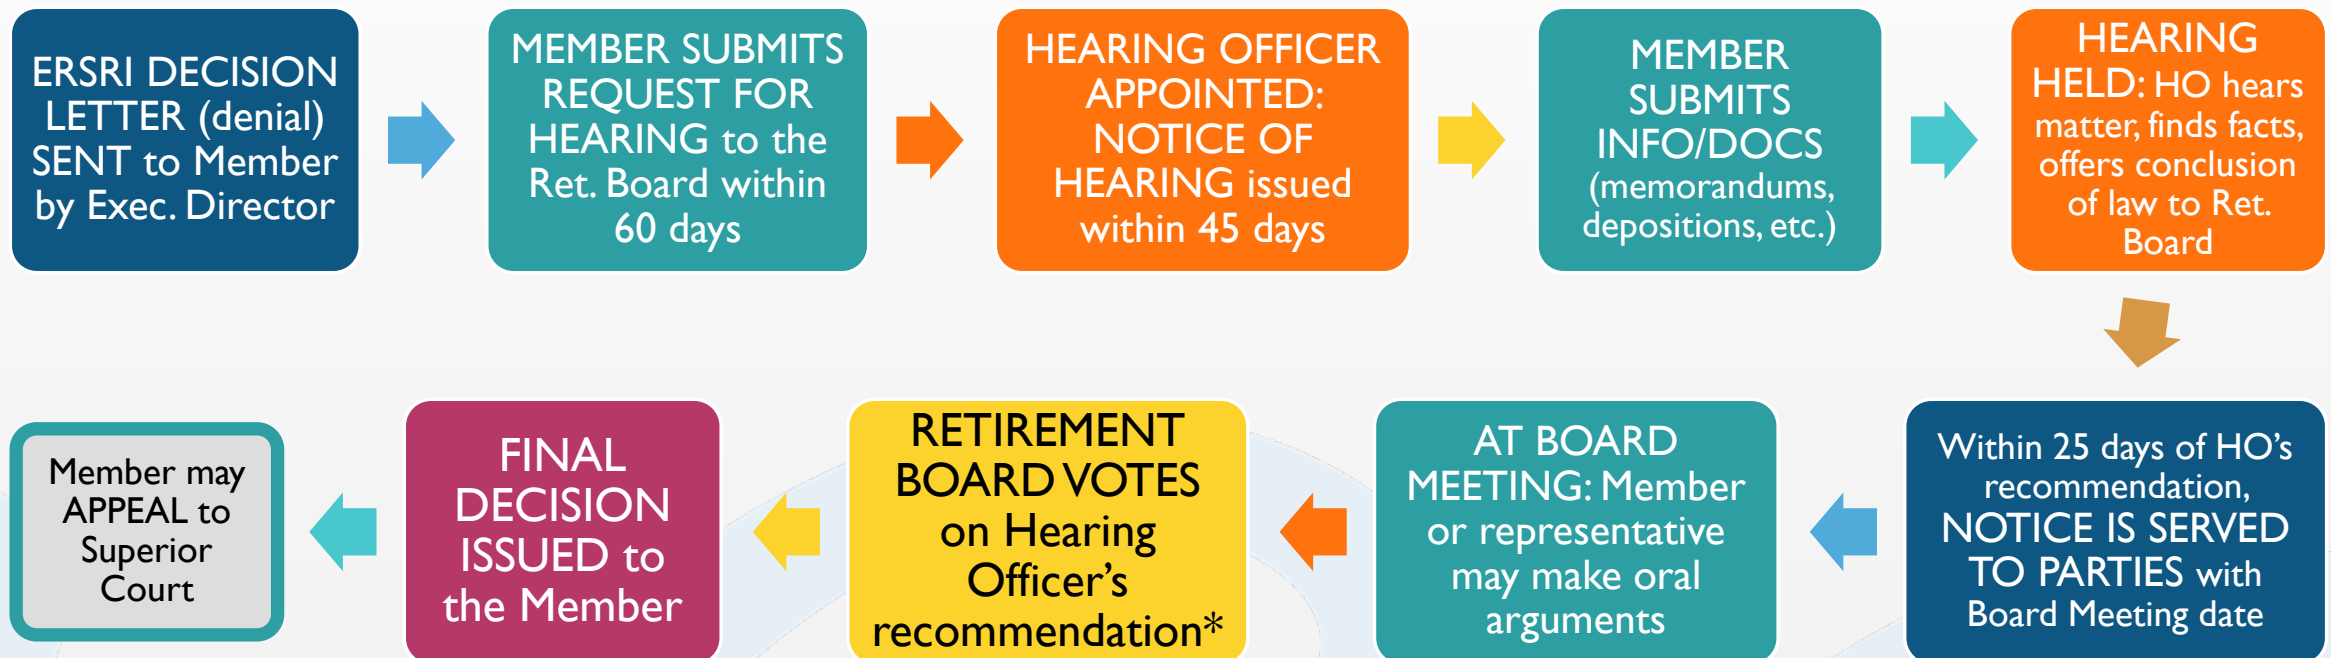 ERSRI DECISION
LETTER (denial)
SENT to Member
by Exec. Director
MEMBER SUBMITS
REQUEST FOR
HEARING to the
Ret. Board within
60 days
HEARING OFFICER
APPOINTED:
NOTICE OF
HEARING issued
within 45 days
MEMBER
SUBMITS
INFO/DOCS
(memorandums,
depositions, etc.)
HEARING
HELD: HO hears
matter, finds facts,
offers conclusion
of law to Ret.
Board
Within 25 days of HO’s
recommendation,
NOTICE IS SERVED
TO PARTIES with
Board Meeting date
AT BOARD
MEETING: Member
or representative
may make oral
arguments
RETIREMENT
BOARD VOTES
on Hearing
Officer’s
recommendation*
FINAL
DECISION
ISSUED to
the Member
Member may
APPEAL to
Superior
Court